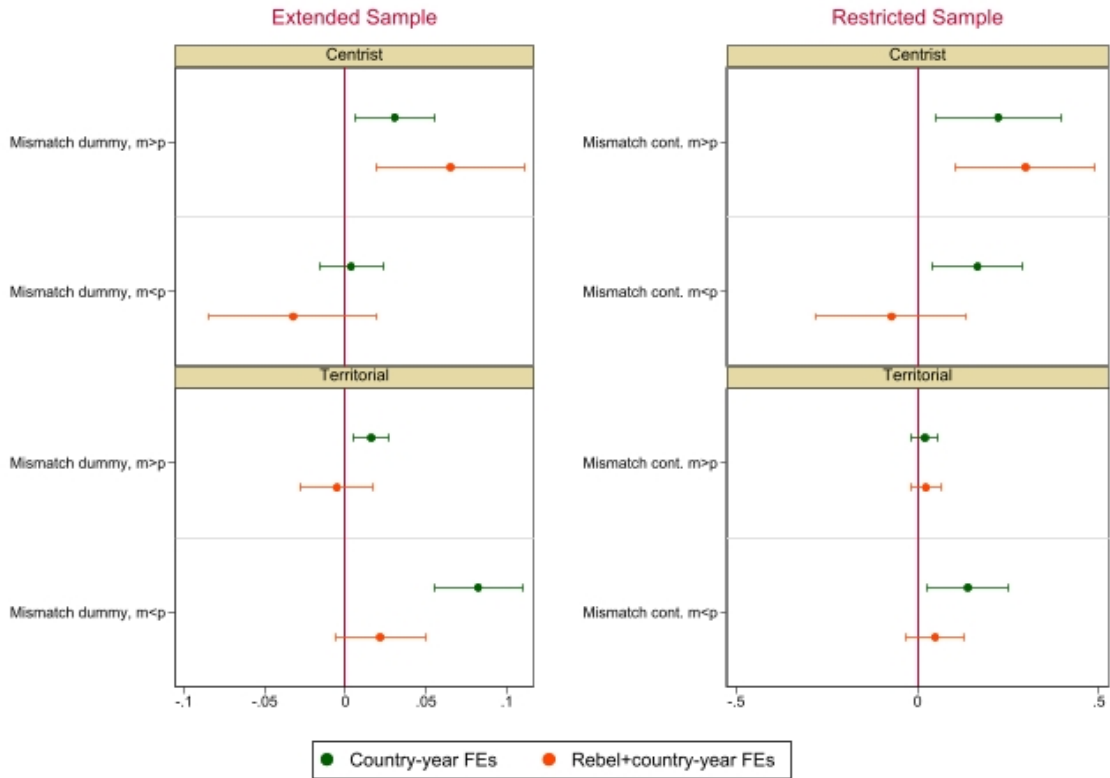 Extended Sample
Centrist
Mismatch dummy, m>p
Mismatch dummy, m<p
Territorial
Mismatch dummy, m>p
Mismatch dummy, m<p
-.1 -.05 0 .05 .1
Restricted Sample
Centrist
Mismatch cont. m>p
Mismatch cont. m<p
Territorial
Mismatch cont. m>p
Mismatch cont. m<p
-.5 0 .5
Country-year FEs Rebel+country-year FEs